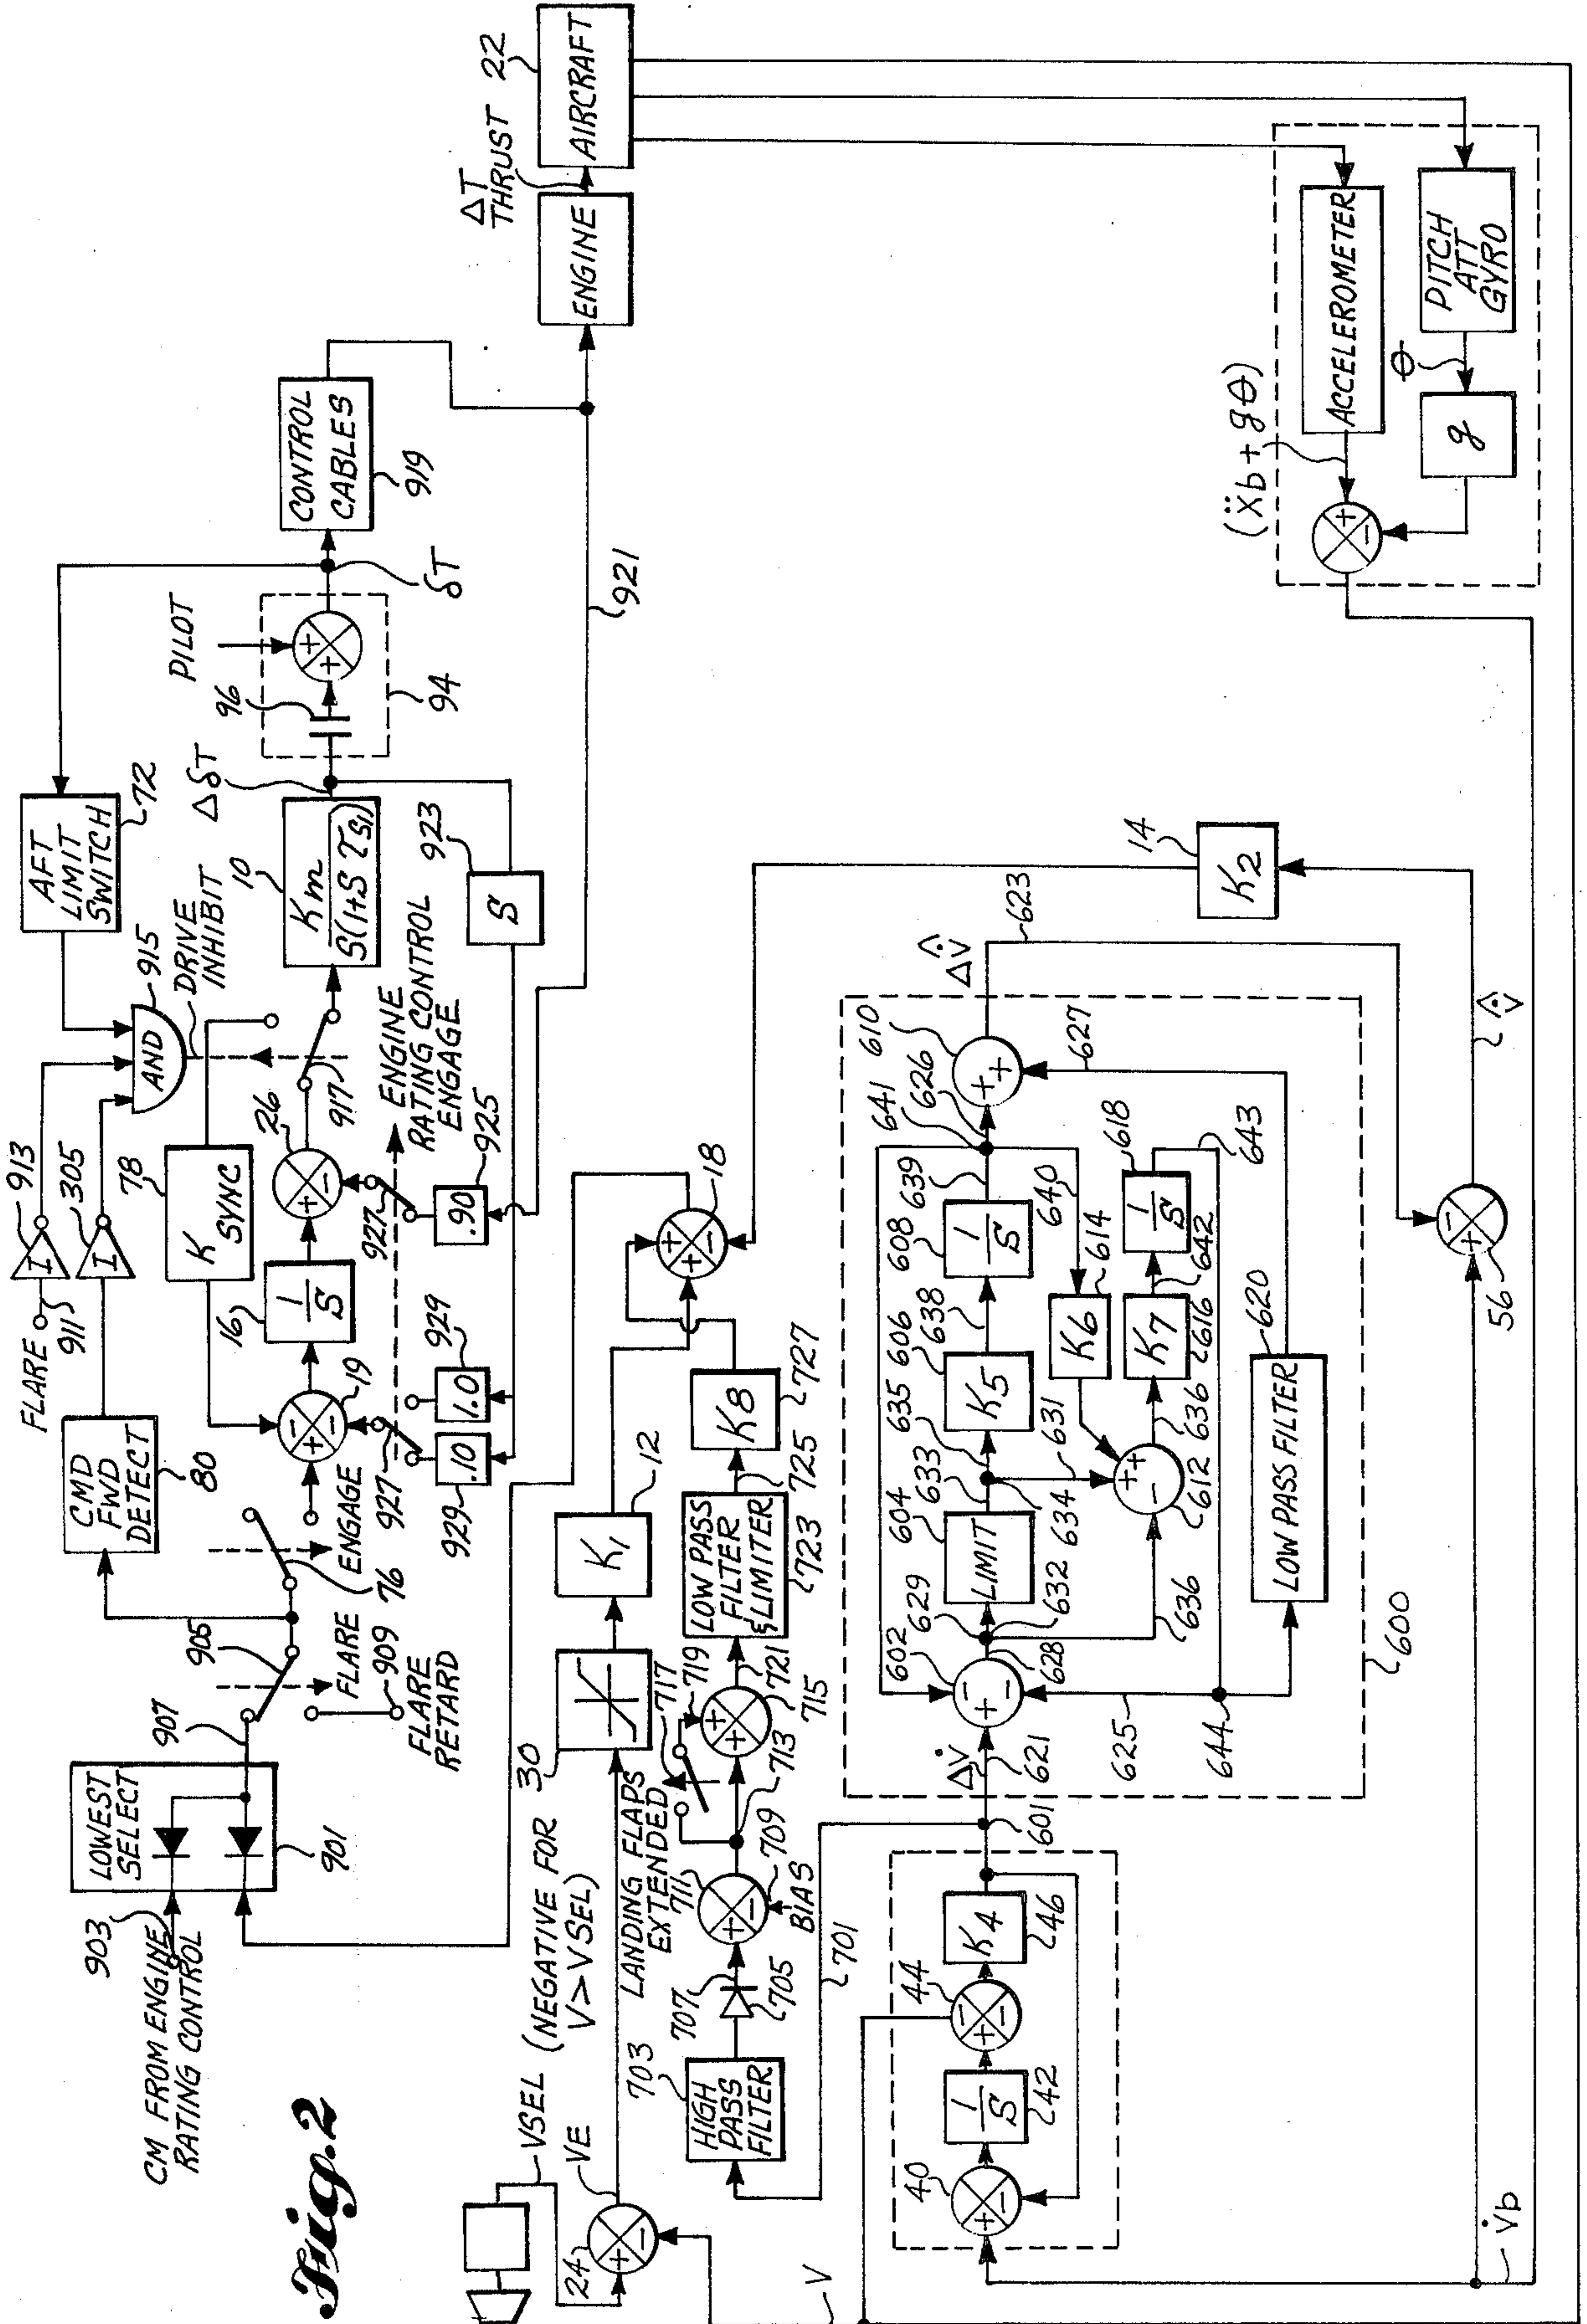 Fig.2
CM FROM ENGINE
RATING CONTROL
903
LOWEST
SELECT
901
907
905
FLARE
909
FLARE
RETARD
76
ENGAGE
CMD
FWD
DETECT
80
FLARE
911
I
913
I
305
AND
915
DRIVE
INHIBIT
AFT
LIMIT
SWITCH
72
K
SYNC
78
19
+
-
-
16
1
S
26
+
-
917
10
Km
S(1+S τS1)
ΔδT
96
94
PILOT
+
+
δT
CONTROL
CABLES
919
921
ENGINE
ΔT
THRUST
AIRCRAFT
22
927
929
.10
1.0
929
927
.90
925
ENGINE
RATING CONTROL
ENGAGE
S
923
VSEL (NEGATIVE FOR
V>VSEL)
VE
24
+
-
V
30
K1
12
LANDING FLAPS
EXTENDED
703
HIGH
PASS
FILTER
707
705
711
+
-
709
BIAS
713
717
719
+
+
715
721
LOW PASS
FILTER
&LIMITER
723
725
K8
727
18
+
+
-
701
40
+
-
1
S
42
44
+
-
-
K4
46
601
Δv̇
621
602
-
+
-
628
629
632
LIMIT
604
633
634
635
K5
606
638
1
S
608
639
641
626
610
+
+
623
Δv̇̂
627
631
640
K6
614
+
+
-
612
636
636
K7
616
642
1
S
618
643
625
644
LOW PASS FILTER
620
600
K2
14
56
+
-
v̇̂
V̇p
(Ẍb + gθ)
+
-
ACCELEROMETER
g
θ
PITCH
ATT
GYRO